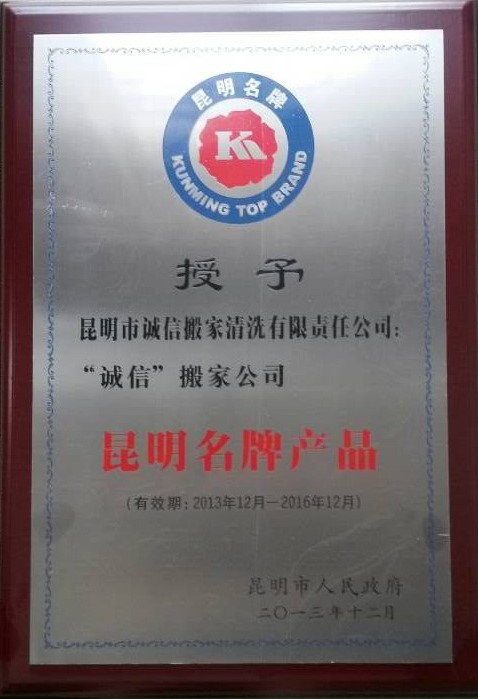 昆明名牌
K
KUNMING TOP BRAND
授予
昆明市诚信搬家清洗有限责任公司:
“诚信”搬家公司
昆明名牌产品
(有效期:2013年12月-2016年12月)
昆明市人民政府
二〇一三年十二月